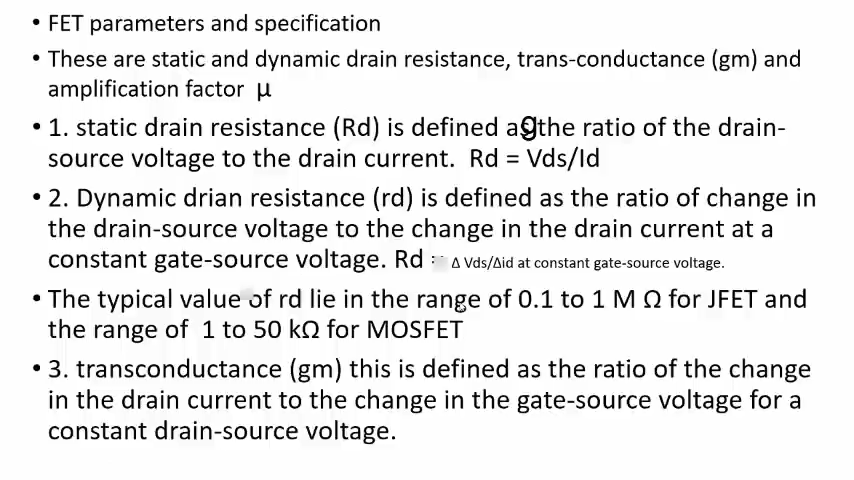 • FET parameters and specification
• These are static and dynamic drain resistance, trans-conductance (gm) and
amplification factor μ
• 1. static drain resistance (Rd) is defined as the ratio of the drain-
source voltage to the drain current. Rd = Vds/Id
• 2. Dynamic drian resistance (rd) is defined as the ratio of change in
the drain-source voltage to the change in the drain current at a
constant gate-source voltage. Rd = Δ Vds/Δid at constant gate-source voltage.
• The typical value of rd lie in the range of 0.1 to 1 M Ω for JFET and
the range of 1 to 50 kΩ for MOSFET
• 3. transconductance (gm) this is defined as the ratio of the change
in the drain current to the change in the gate-source voltage for a
constant drain-source voltage.